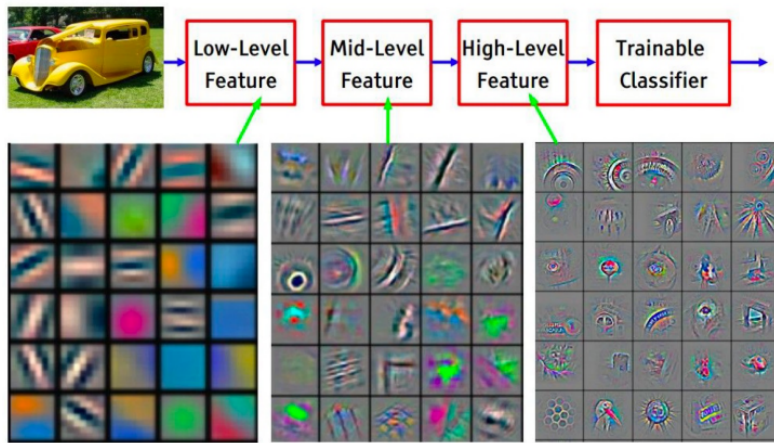 Low-Level
Feature
Mid-Level
Feature
High-Level
Feature
Trainable
Classifier